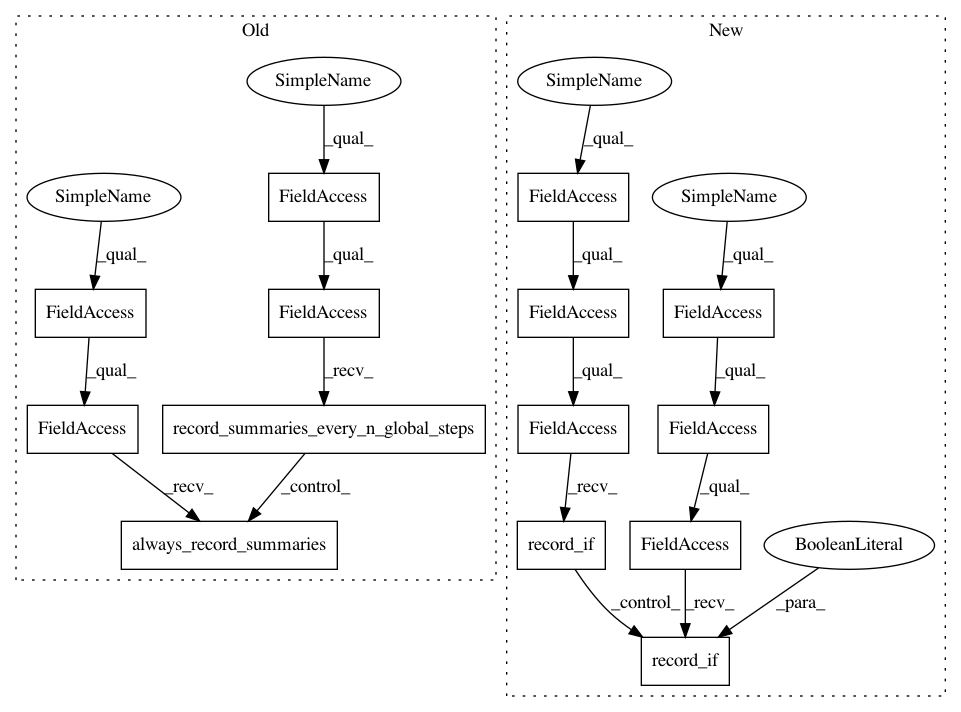 Old
New
SimpleName
SimpleName
_qual_
_qual_
SimpleName
FieldAccess
FieldAccess
SimpleName
_qual_
_qual_
_qual_
_qual_
FieldAccess
FieldAccess
FieldAccess
FieldAccess
_qual_
_recv_
_qual_
_qual_
FieldAccess
record_summaries_every_n_global_steps
FieldAccess
FieldAccess
_recv_
_control_
_recv_
_qual_
always_record_summaries
record_if
FieldAccess
BooleanLiteral
_control_
_recv_
_para_
record_if